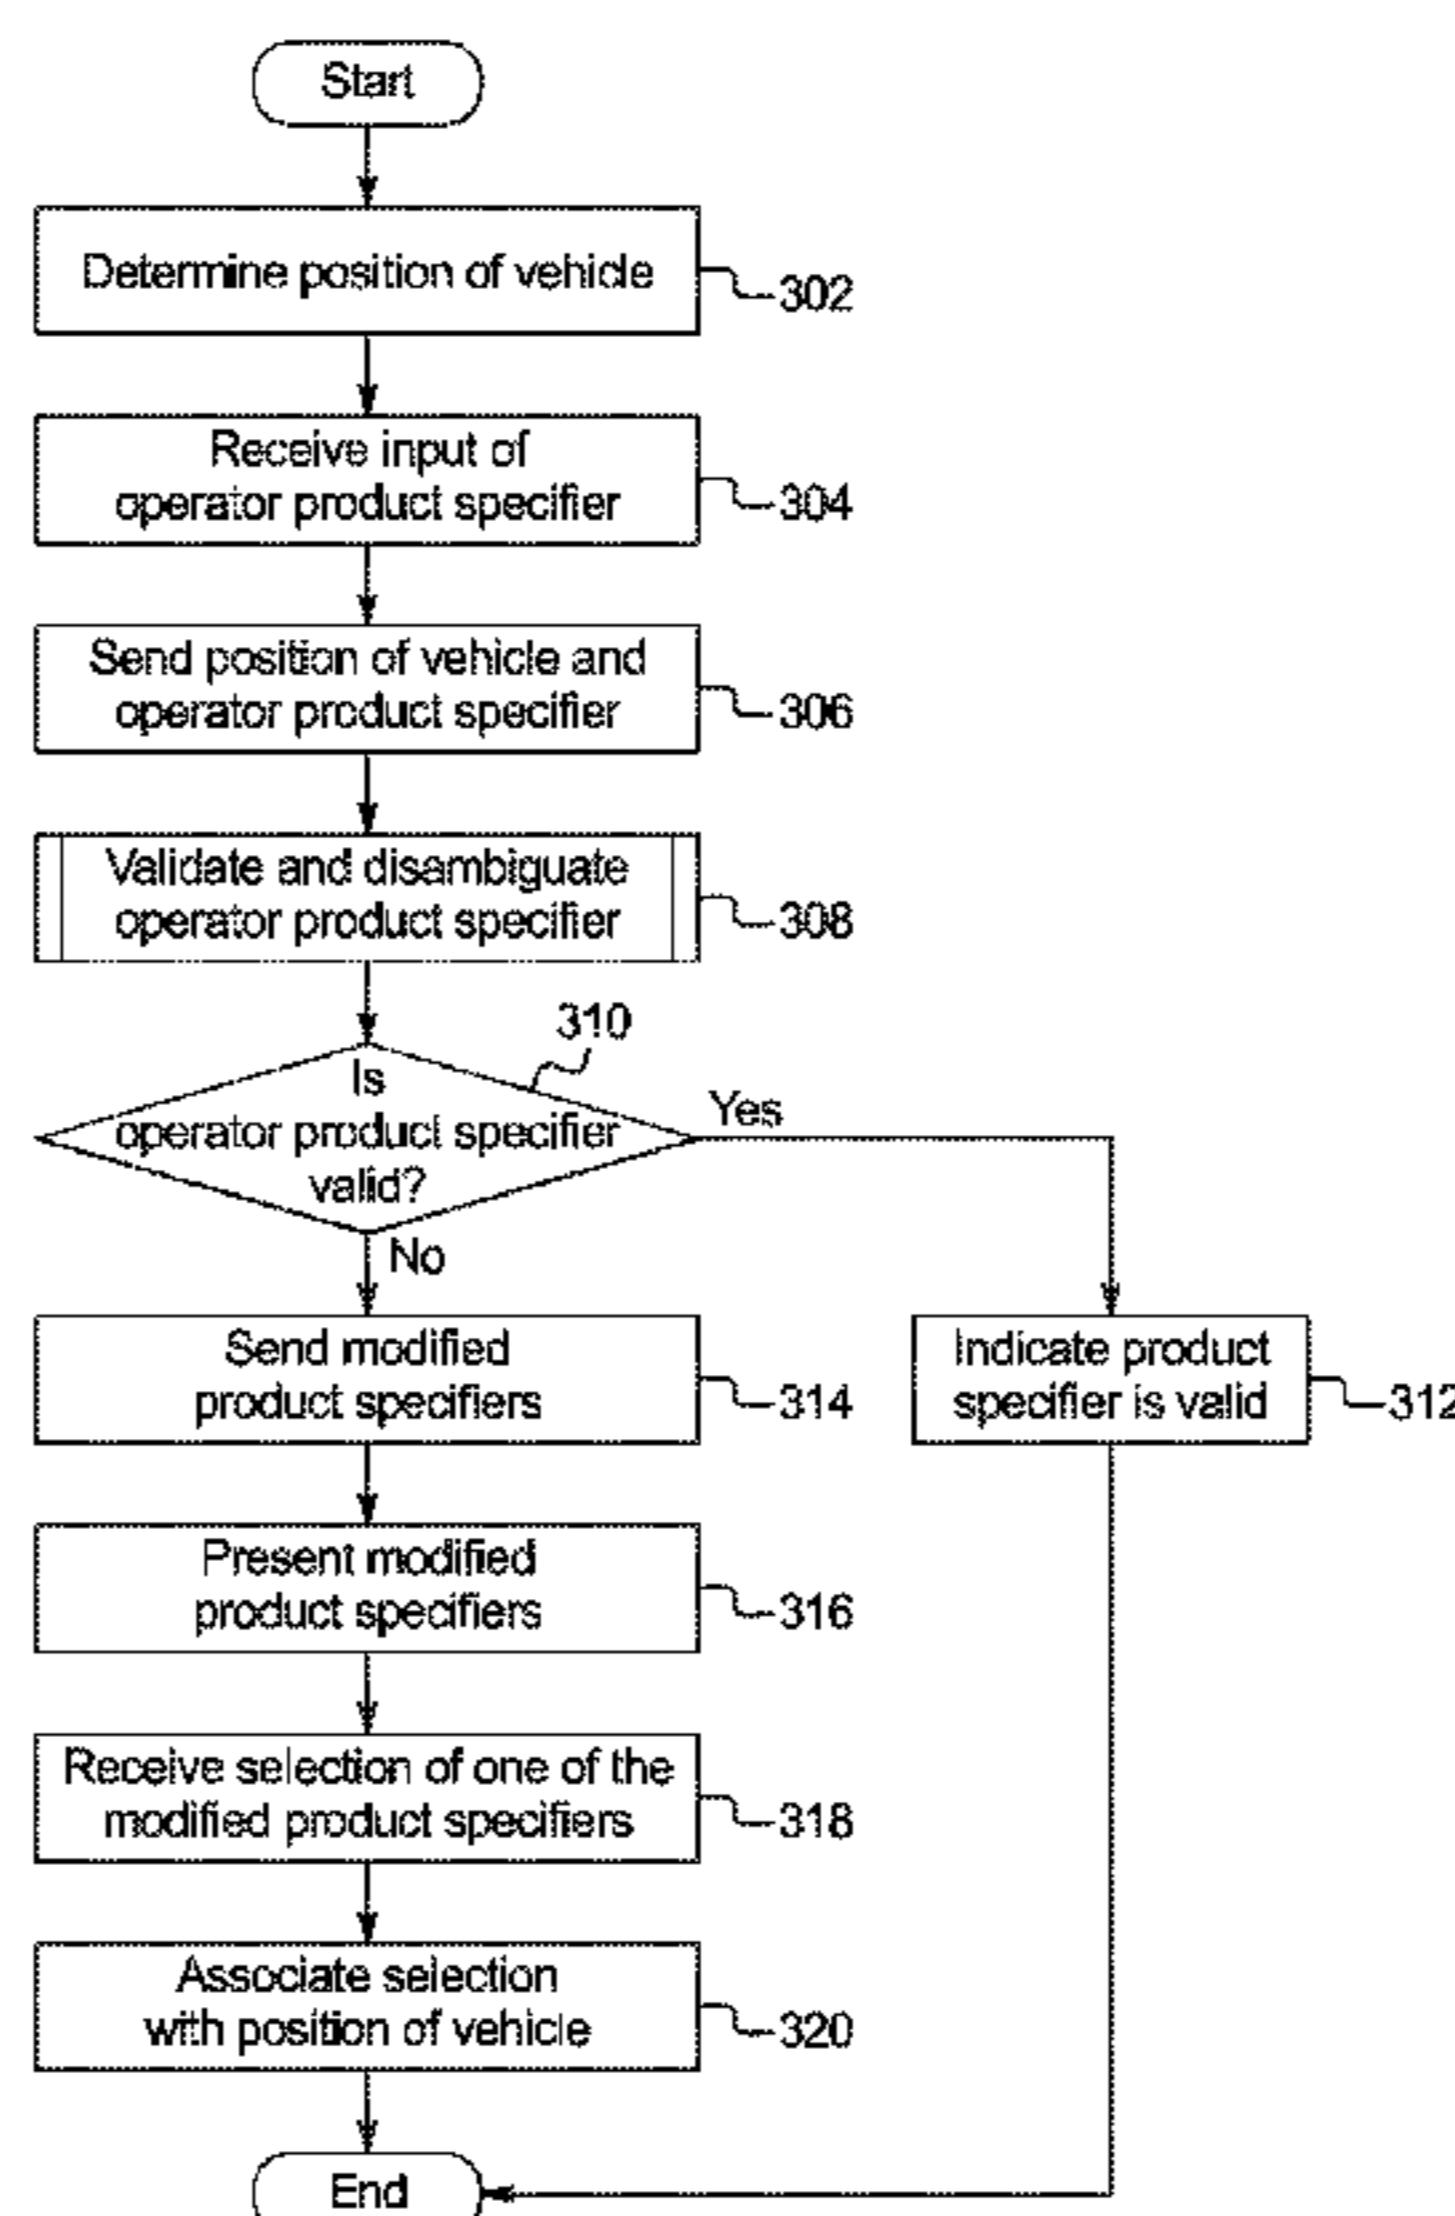 Start
Determine position of vehicle
302
Receive input of
operator product specifier
304
Send position of vehicle and
operator product specifier
306
Validate and disambiguate
operator product specifier
308
310
Is
operator product specifier
valid?
Yes
No
Send modified
product specifiers
314
Indicate product
specifier is valid
312
Present modified
product specifiers
316
Receive selection of one of the
modified product specifiers
318
Associate selection
with position of vehicle
320
End